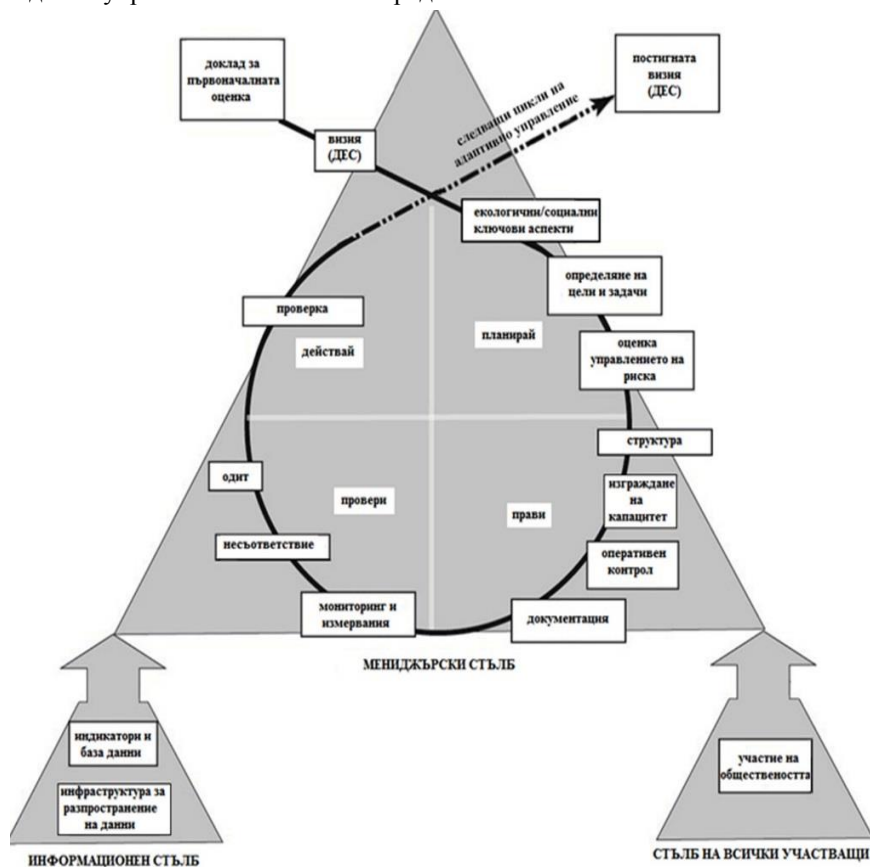 доклад за
първоначалната
оценка
постигната
визия
(ДЕС)
следващи цикли на
адаптивно управление
визия
(ДЕС)
екологични/социални
ключови аспекти
определяне на
цели и задачи
проверка
действай
планирай
оценка
управлението на
риска
структура
одит
провери
прави
изграждане
на
капацитет
несъответствие
оперативен
контрол
мониторинг и
измервания
документация
МЕНИДЖЪРСКИ СТЪЛБ
индикатори и
база данни
инфраструктура за
разпространение
на данни
участие на
обществеността
ИНФОРМАЦИОНЕН СТЪЛБ
СТЪЛБ НА ВСИЧКИ УЧАСТВАЩИ